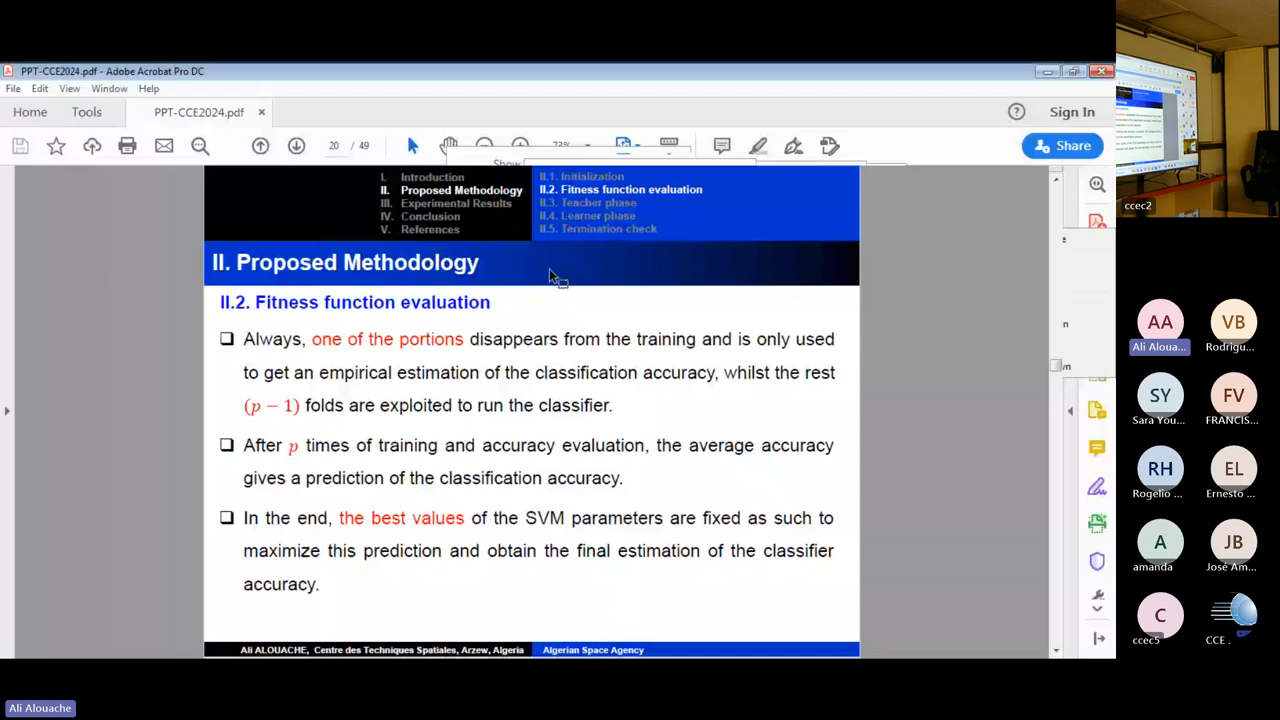 PPT-CCE2024.pdf - Adobe Acrobat Pro DC
File Edit View Window Help
Home Tools PPT-CCE2024.pdf × Sign In
20 / 49 73% Share
Show
I. Introduction
II. Proposed Methodology
III. Experimental Results
IV. Conclusion
V. References
II.1. Initialization
II.2. Fitness function evaluation
II.3. Teacher phase
II.4. Learner phase
II.5. Termination check
II. Proposed Methodology
II.2. Fitness function evaluation
❑ Always, one of the portions disappears from the training and is only used
to get an empirical estimation of the classification accuracy, whilst the rest
(p − 1) folds are exploited to run the classifier.
❑ After p times of training and accuracy evaluation, the average accuracy
gives a prediction of the classification accuracy.
❑ In the end, the best values of the SVM parameters are fixed as such to
maximize this prediction and obtain the final estimation of the classifier
accuracy.
Ali ALOUACHE, Centre des Techniques Spatiales, Arzew, Algeria Algerian Space Agency
ccec2
AA VB
Ali Aloua... Rodrigu...
SY FV
Sara You... FRANCIS...
RH EL
Rogelio ... Ernesto ...
A JB
amanda José Am...
C
ccec5 CCE .
Ali Alouache